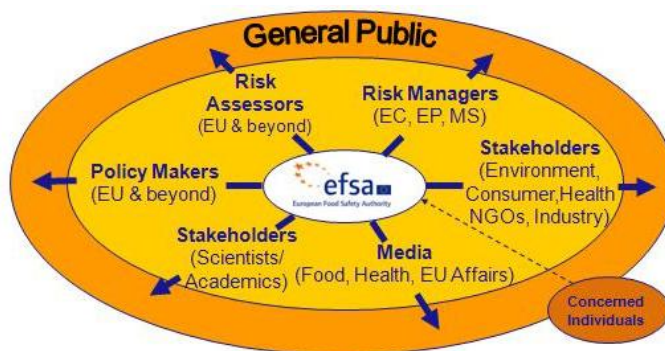 General Public
Risk
Assessors
(EU & beyond)
Risk Managers
(EC, EP, MS)
Policy Makers
(EU & beyond)
efsa
European Food Safety Authority
Stakeholders
(Environment,
Consumer,Health
NGOs, Industry)
Stakeholders
(Scientists/
Academics)
Media
(Food, Health, EU Affairs)
Concerned
Individuals